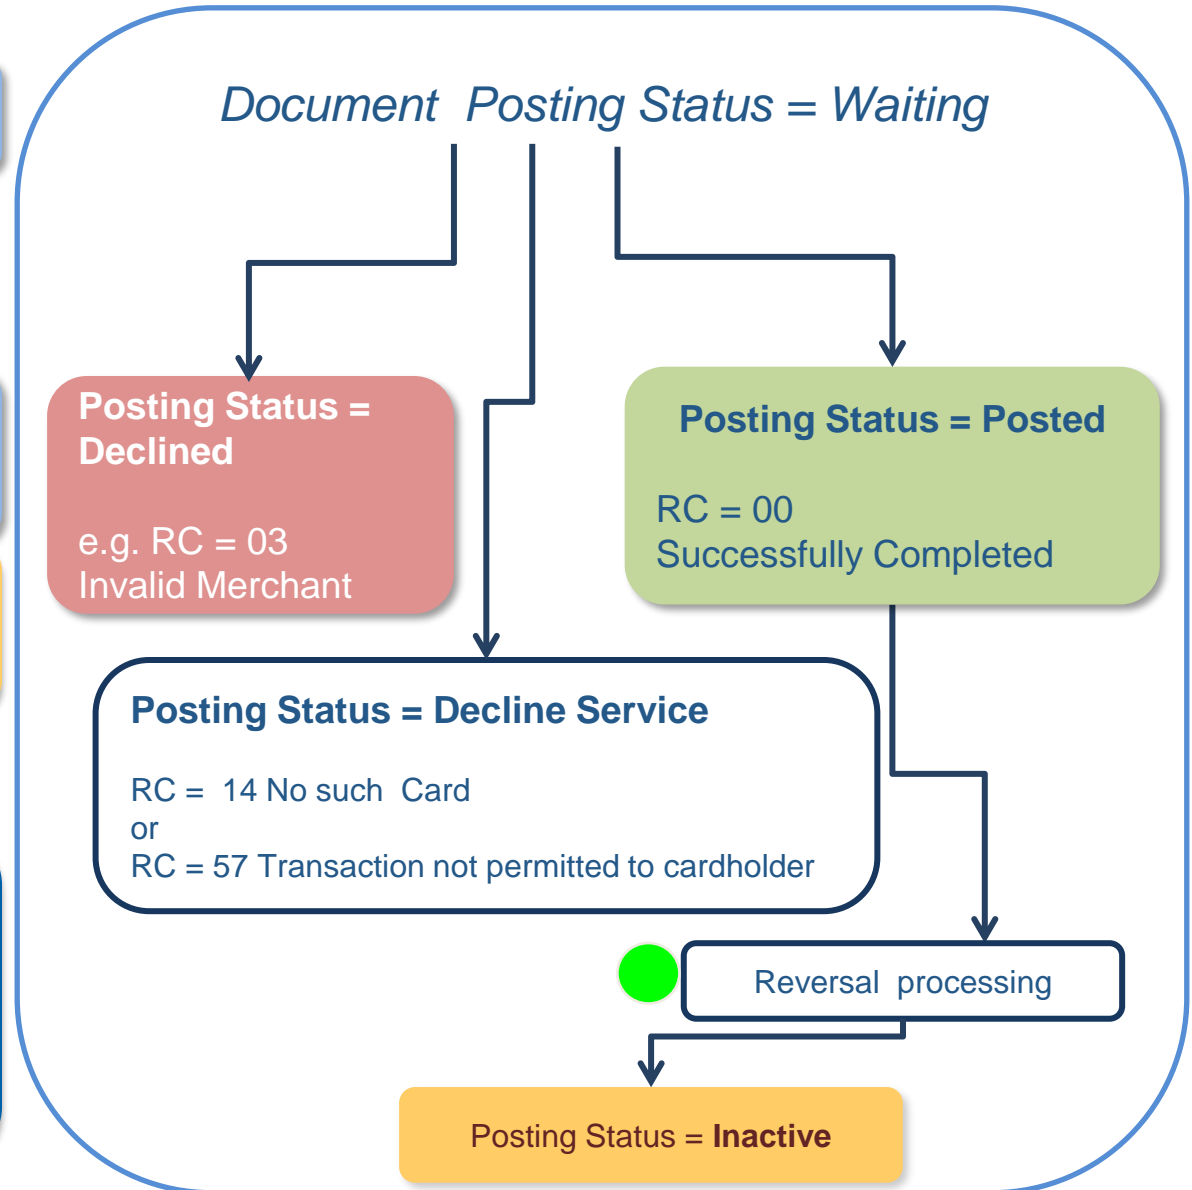 Document Posting Status = Waiting
Posting Status =
Declined
e.g. RC = 03
Invalid Merchant
Posting Status = Posted
RC = 00
Successfully Completed
Posting Status = Decline Service
RC = 14 No such Card
or
RC = 57 Transaction not permitted to cardholder
Reversal processing
Posting Status = Inactive